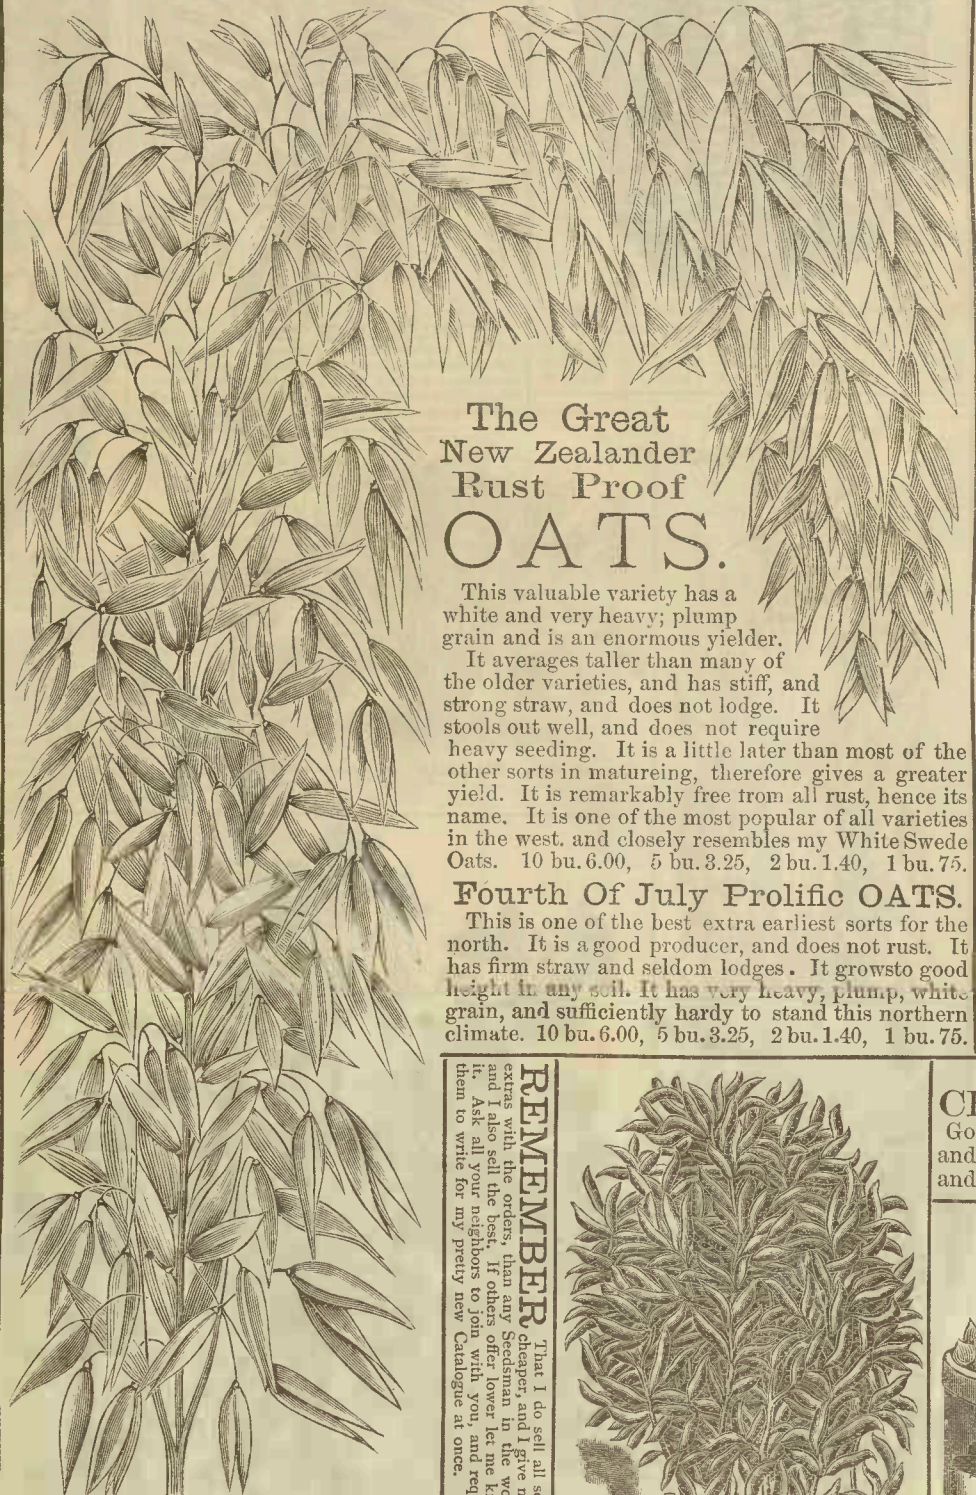 The Great
New Zealander
Rust Proof
OATS.
This valuable variety has a
white and very heavy; plump
grain and is an enormous yielder.
It averages taller than many of
the older varieties, and has stiff, and
strong straw, and does not lodge. It
stools out well, and does not require
heavy seeding. It is a little later than most of the
other sorts in matureing, therefore gives a greater
yield. It is remarkably free from all rust, hence its
name. It is one of the most popular of all varieties
in the west. and closely resembles my White Swede
Oats. 10 bu. 6.00, 5 bu. 3.25, 2 bu. 1.40, 1 bu. 75.
Fourth Of July Prolific OATS.
This is one of the best extra earliest sorts for the
north. It is a good producer, and does not rust. It
has firm straw and seldom lodges. It growsto good
height in any soil. It has very heavy, plump, white
grain, and sufficiently hardy to stand this northern
climate. 10 bu. 6.00, 5 bu. 3.25, 2 bu. 1.40, 1 bu. 75.
REMEMBER That I do sell all
cheaper, and I give
extras with the orders, than any Seedsman in the
and I also sell the best. If others offer lower let me
it. Ask all your neighbors to join with you, and
them to write for my pretty new Catalogue at once.
Go
and
and